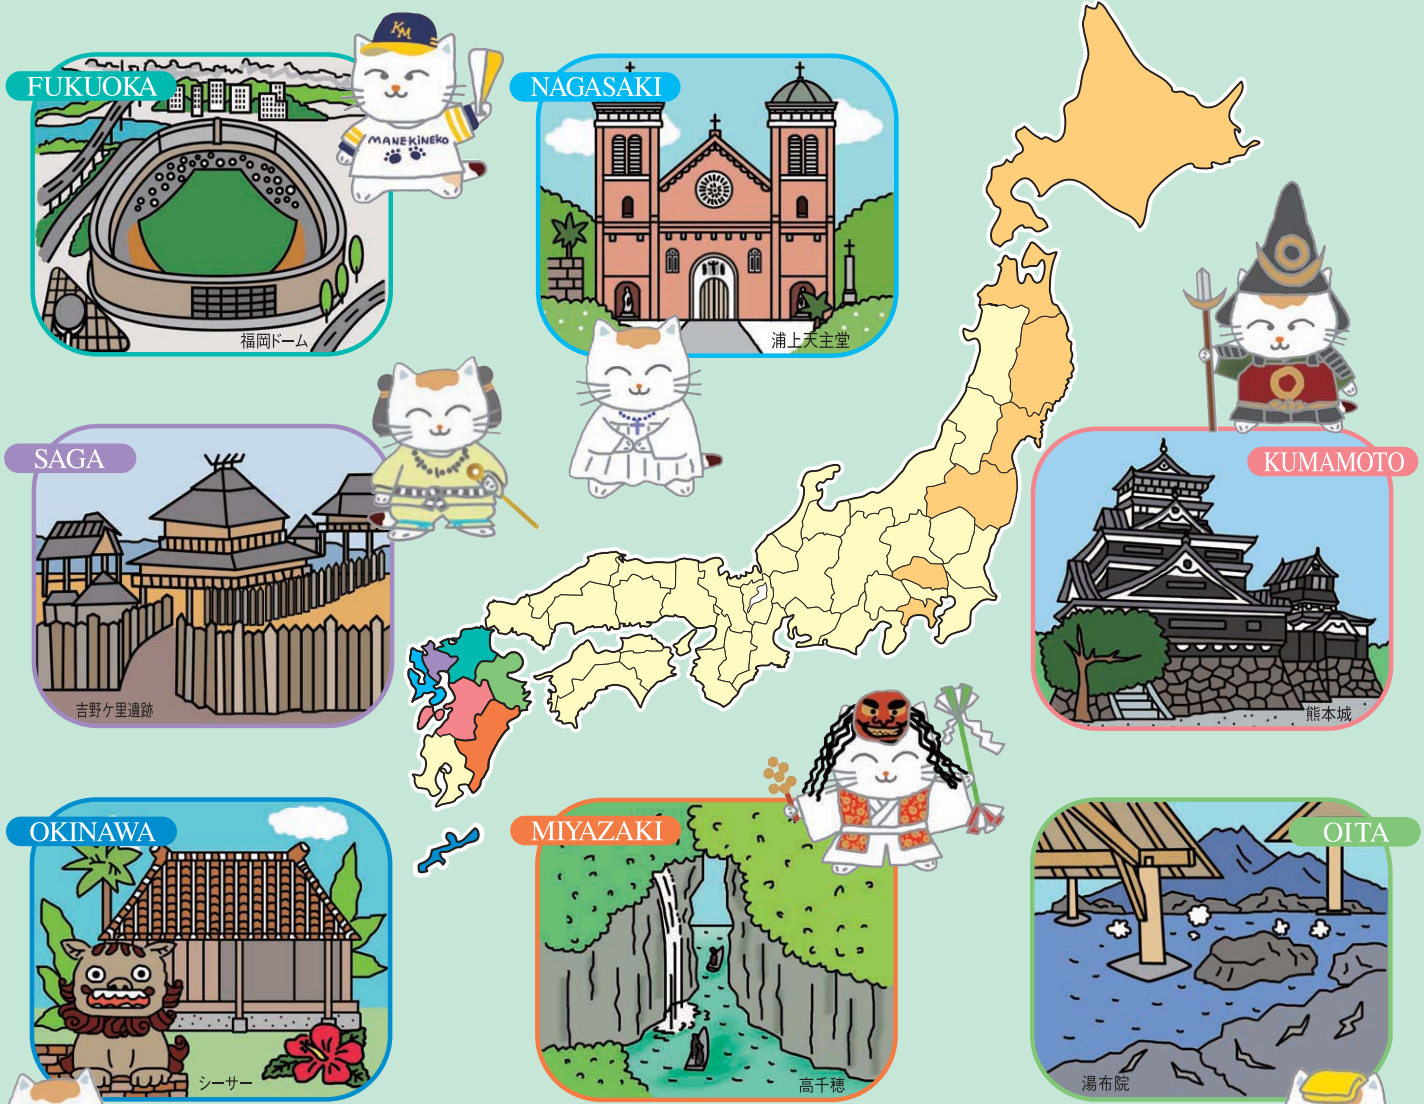 KM
FUKUOKA
MANEKiNEKO
福岡ドーム
NAGASAKI
浦上天主堂
SAGA
吉野ケ里遺跡
KUMAMOTO
熊本城
OKINAWA
シーサー
MIYAZAKI
高千穂
OITA
湯布院